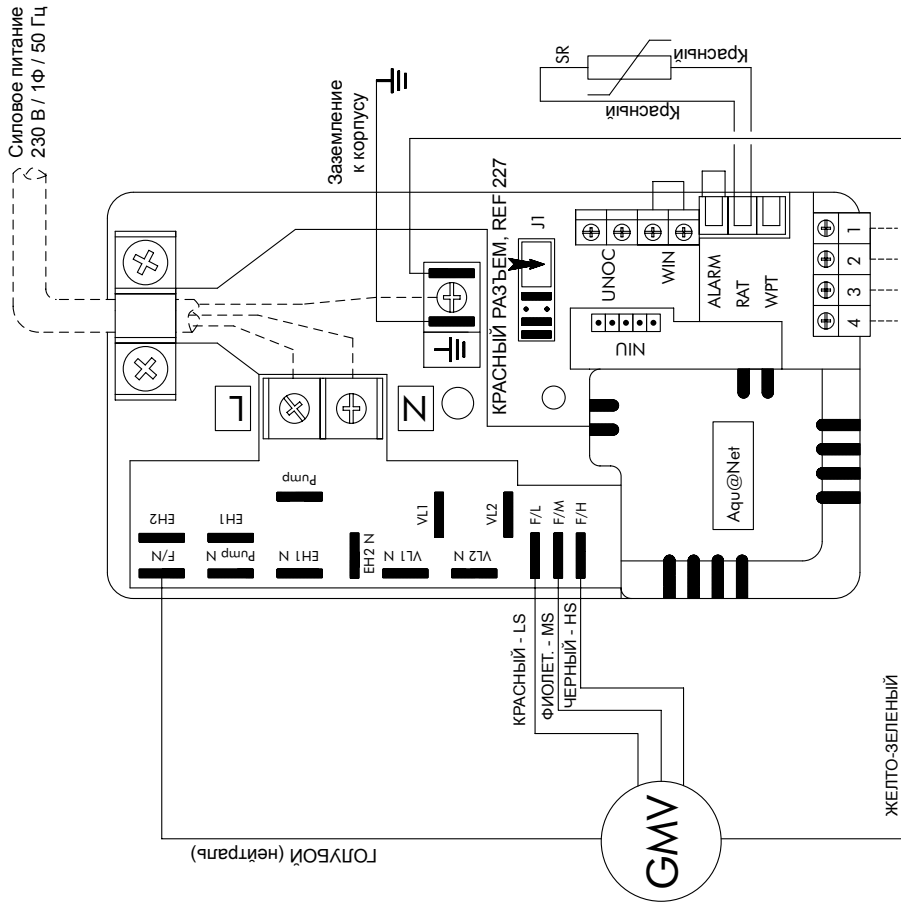 Силовое питание
230 В / 1Ф / 50 Гц
Заземление
к корпусу
SR
Красный
Красный
КРАСНЫЙ РАЗЪЕМ, REF 227
J1
L
N
UNOC
WIN
NIU
ALARM
RAT
WPT
1
2
3
4
Aqu@Net
EH2
F/N
EH1
Pump N
Pump
EH1 N
EH2 N
VL1
VL1 N
VL2
VL2 N
F/L
F/M
F/H
КРАСНЫЙ - LS
ФИОЛЕТ. - MS
ЧЕРНЫЙ - HS
ГОЛУБОЙ (нейтраль)
GMV
ЖЕЛТО-ЗЕЛЕНЫЙ